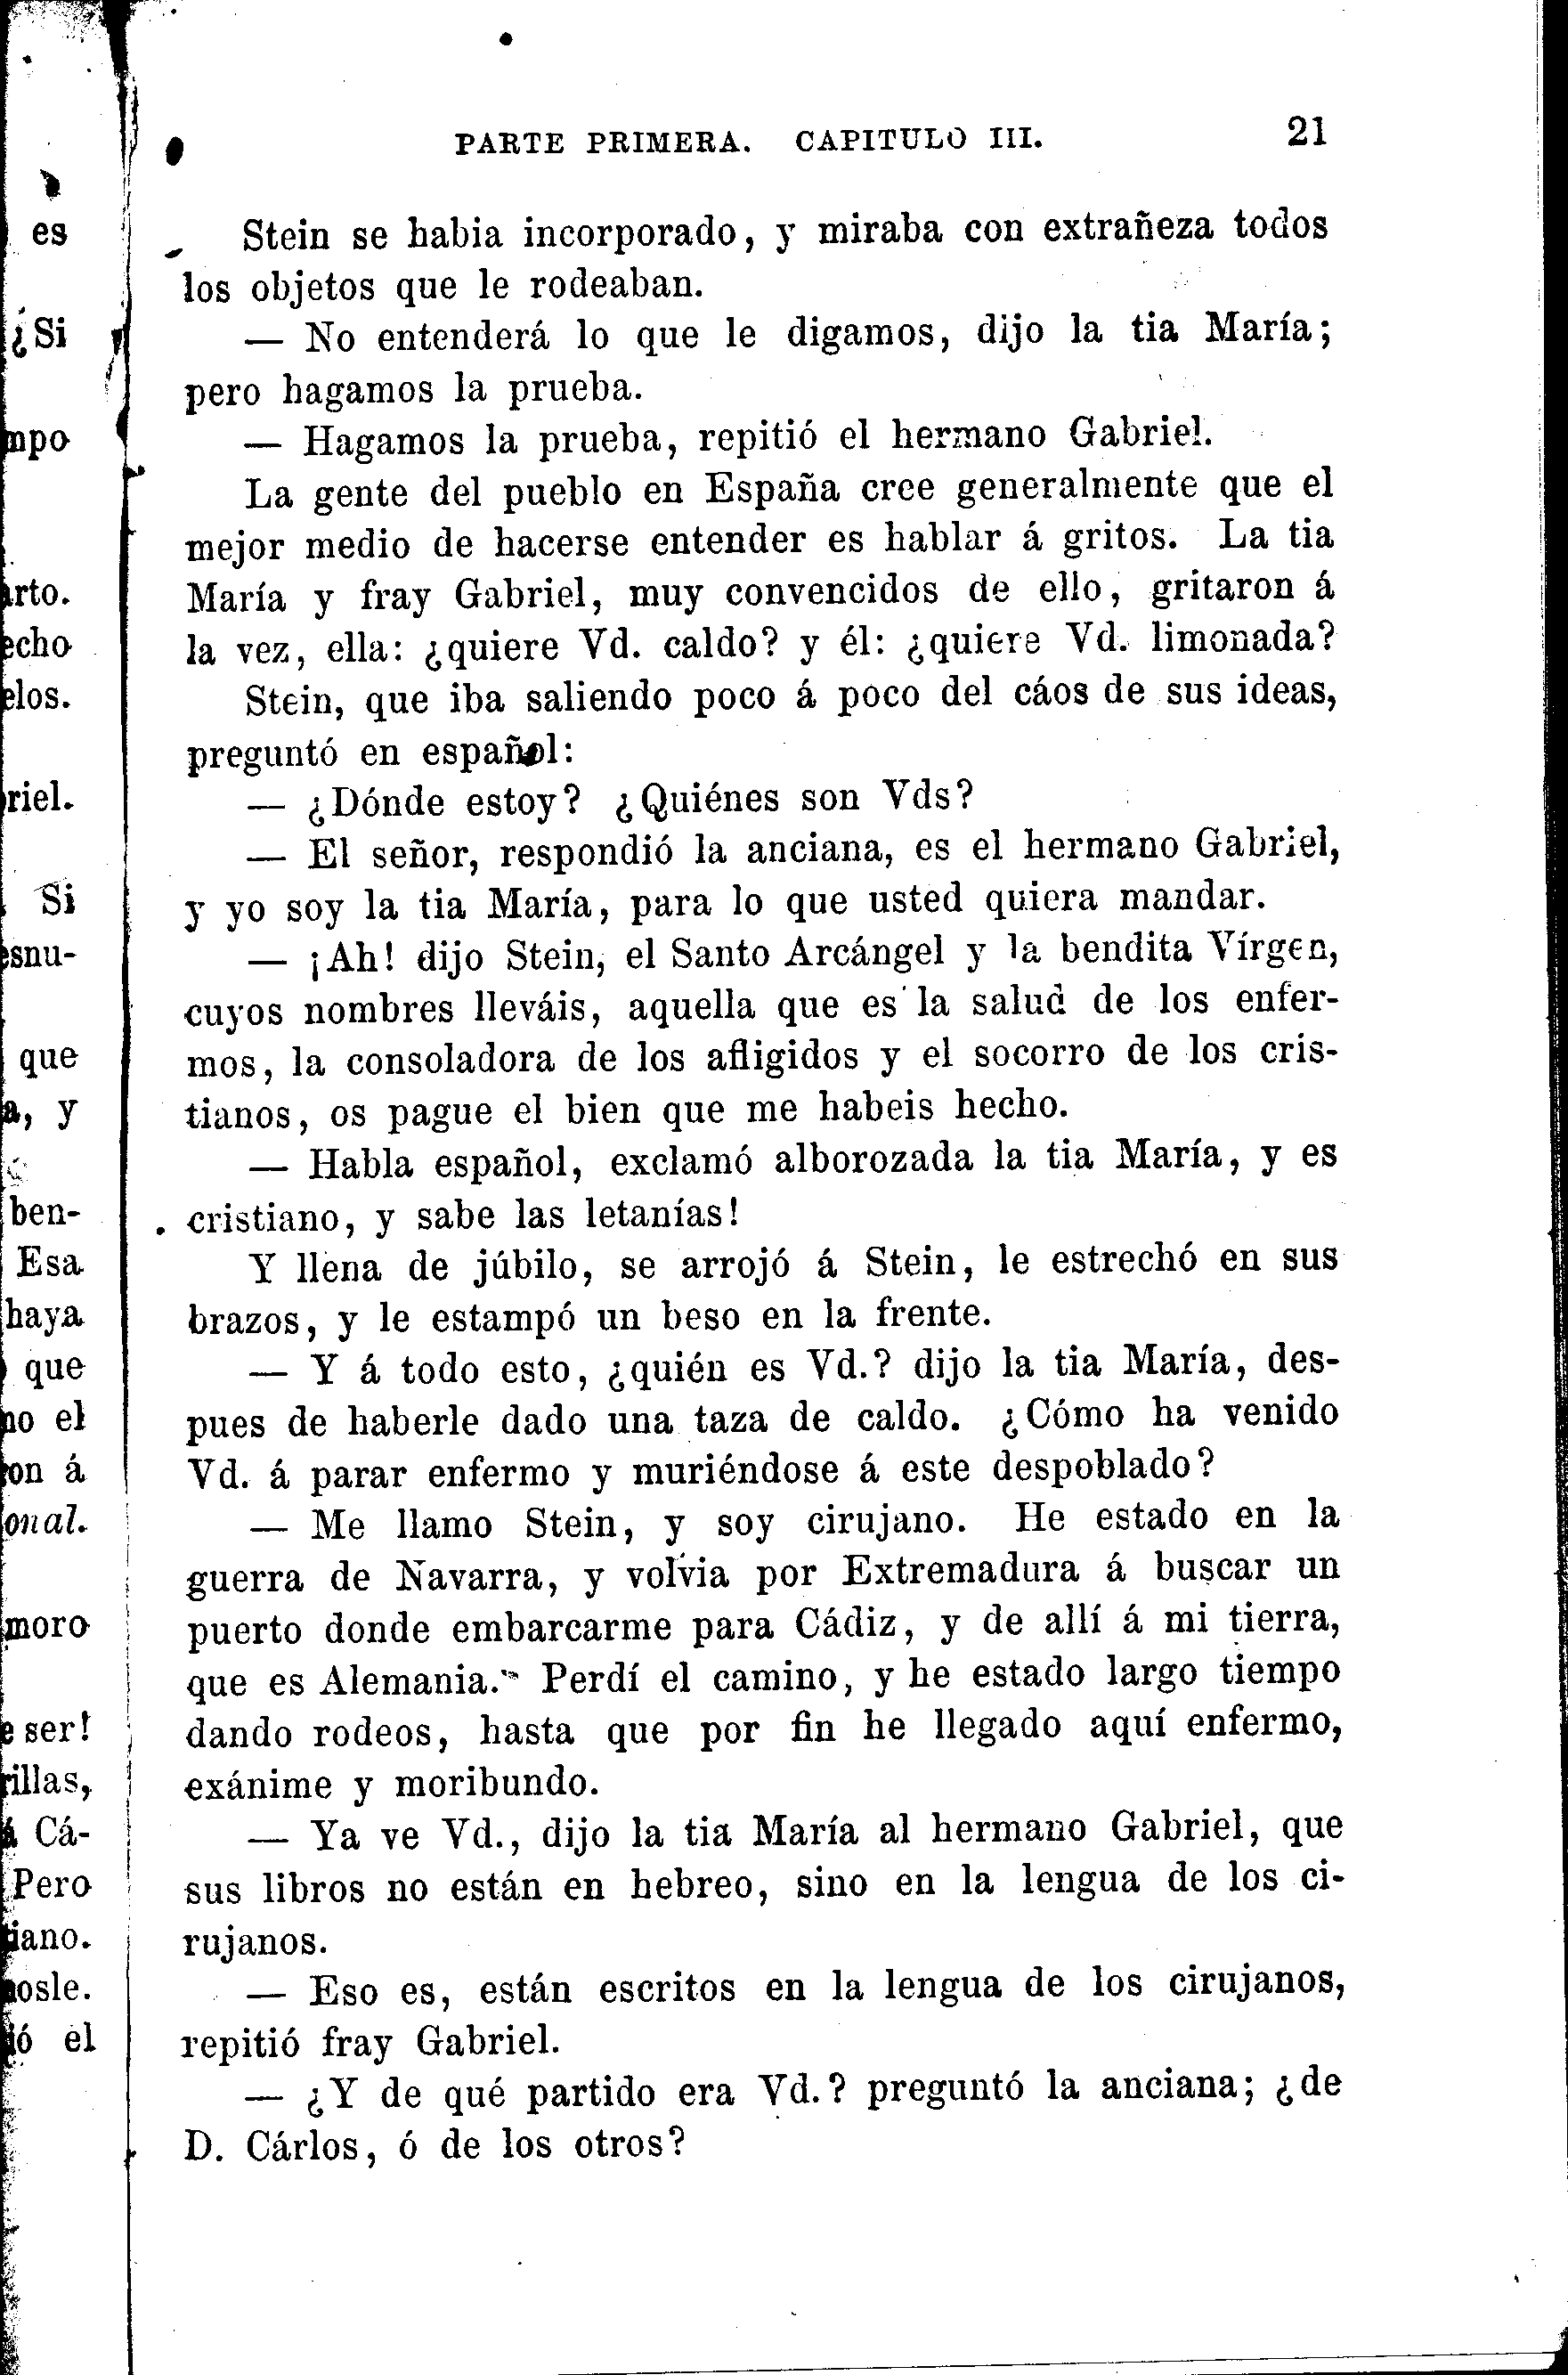 PARTE PRIMERA. CAPITULO III. 21
Stein se habia incorporado, y miraba con extrañeza todos
los objetos que le rodeaban.
— No entenderá lo que le digamos, dijo la tia María;
pero hagamos la prueba.
— Hagamos la prueba, repitió el hermano Gabriel.
La gente del pueblo en España cree generalmente que el
mejor medio de hacerse entender es hablar á gritos. La tia
María y fray Gabriel, muy convencidos de ello, gritaron á
la vez, ella: ¿quiere Vd. caldo? y él: ¿quiere Vd. limonada?
Stein, que iba saliendo poco á poco del cáos de sus ideas,
preguntó en español:
— ¿Dónde estoy? ¿Quiénes son Vds?
— El señor, respondió la anciana, es el hermano Gabriel,
y yo soy la tia María, para lo que usted quiera mandar.
— ¡Ah! dijo Stein, el Santo Arcángel y la bendita Vírgen,
cuyos nombres lleváis, aquella que es la salud de los enfer-
mos, la consoladora de los afligidos y el socorro de los cris-
tianos, os pague el bien que me habeis hecho.
— Habla español, exclamó alborozada la tia María, y es
cristiano, y sabe las letanías!
Y llena de júbilo, se arrojó á Stein, le estrechó en sus
brazos, y le estampó un beso en la frente.
— Y á todo esto, ¿quién es Vd.? dijo la tia María, des-
pues de haberle dado una taza de caldo. ¿Cómo ha venido
Vd. á parar enfermo y muriéndose á este despoblado?
— Me llamo Stein, y soy cirujano. He estado en la
guerra de Navarra, y volvia por Extremadura á buscar un
puerto donde embarcarme para Cádiz, y de allí á mi tierra,
que es Alemania. Perdí el camino, y he estado largo tiempo
dando rodeos, hasta que por fin he llegado aquí enfermo,
exánime y moribundo.
— Ya ve Vd., dijo la tia María al hermano Gabriel, que
sus libros no están en hebreo, sino en la lengua de los ci-
rujanos.
— Eso es, están escritos en la lengua de los cirujanos,
repitió fray Gabriel.
— ¿Y de qué partido era Vd.? preguntó la anciana; ¿de
D. Cárlos, ó de los otros?